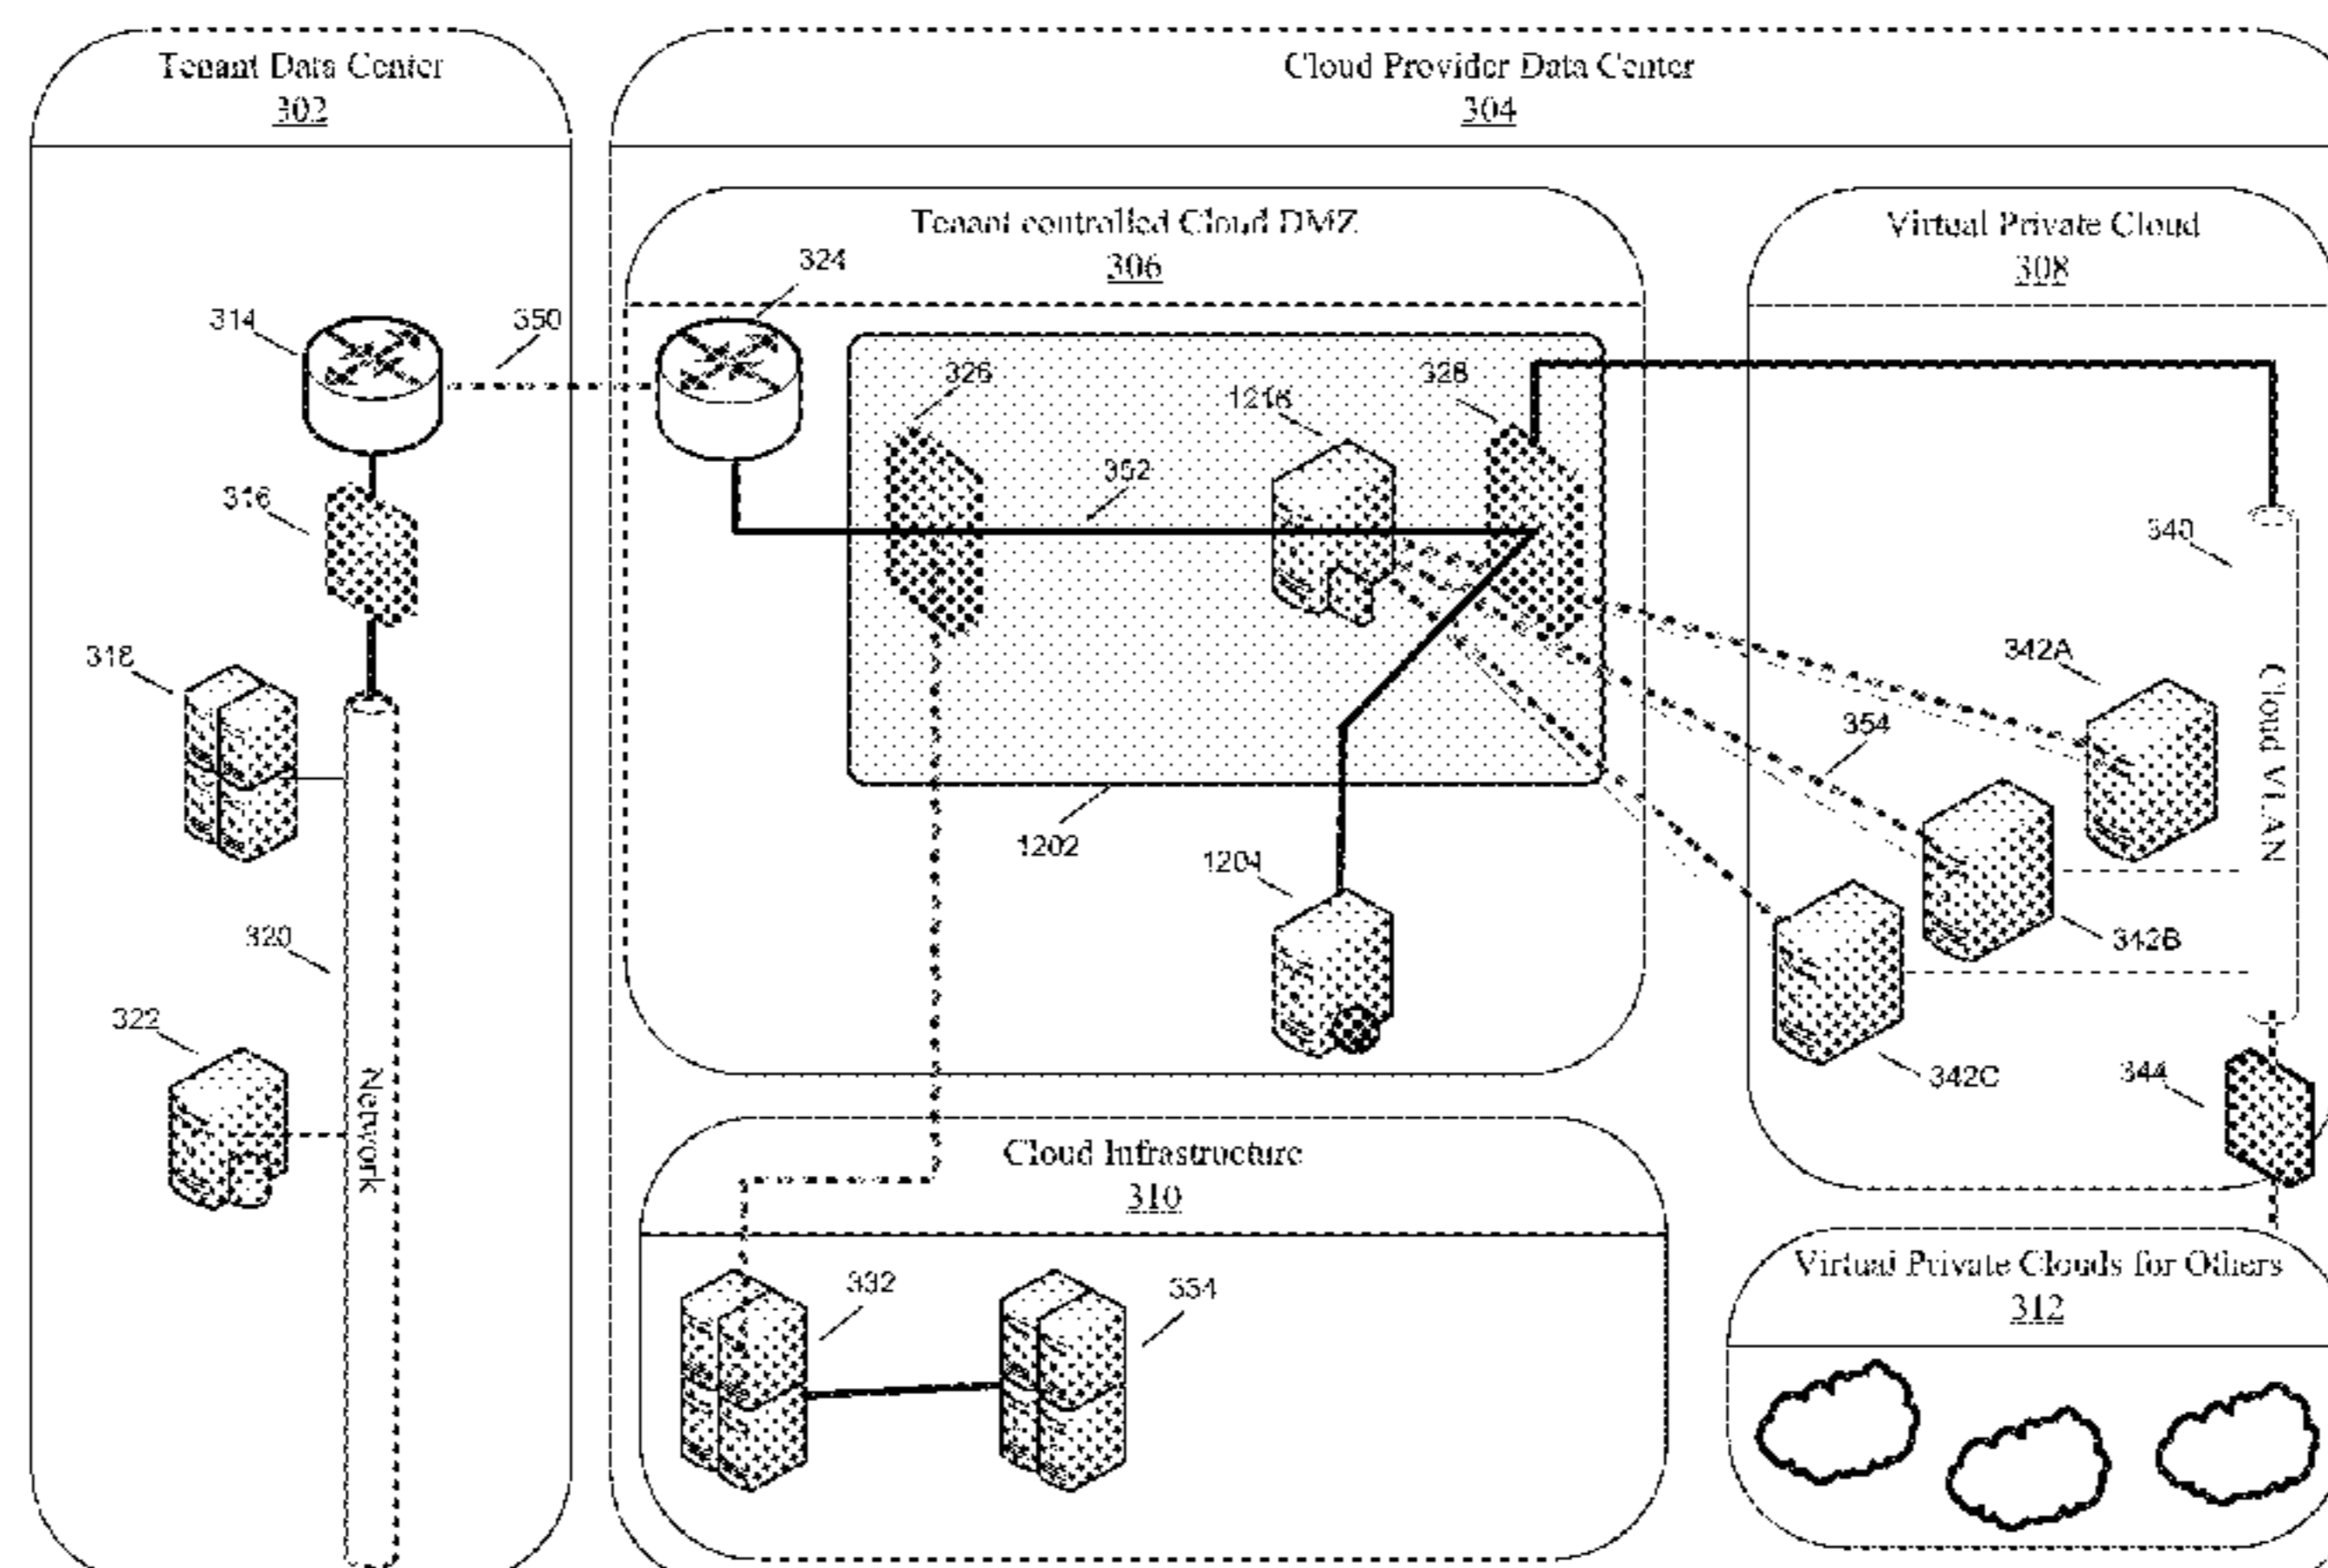 Tenant Data Center
302
Cloud Provider Data Center
304
Tenant controlled Cloud DMZ
306
Virtual Private Cloud
308
324
314
350
326
1216
328
352
316
340
318
342A
354
Cloud VLAN
1202
1204
320
342B
322
342C
344
Network
Cloud Infrastructure
310
332
334
Virtual Private Clouds for Others
312